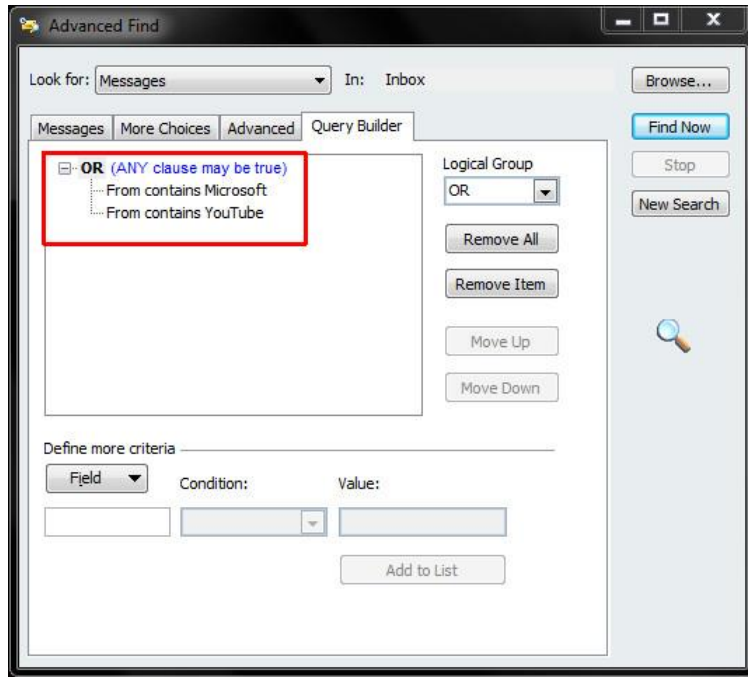 Advanced Find
Look for: Messages In: Inbox Browse...
Messages More Choices Advanced Query Builder Find Now
OR (ANY clause may be true) Logical Group Stop
From contains Microsoft OR
From contains YouTube New Search
Remove All
Remove Item
Move Up
Move Down
Define more criteria
Field Condition: Value:
Add to List